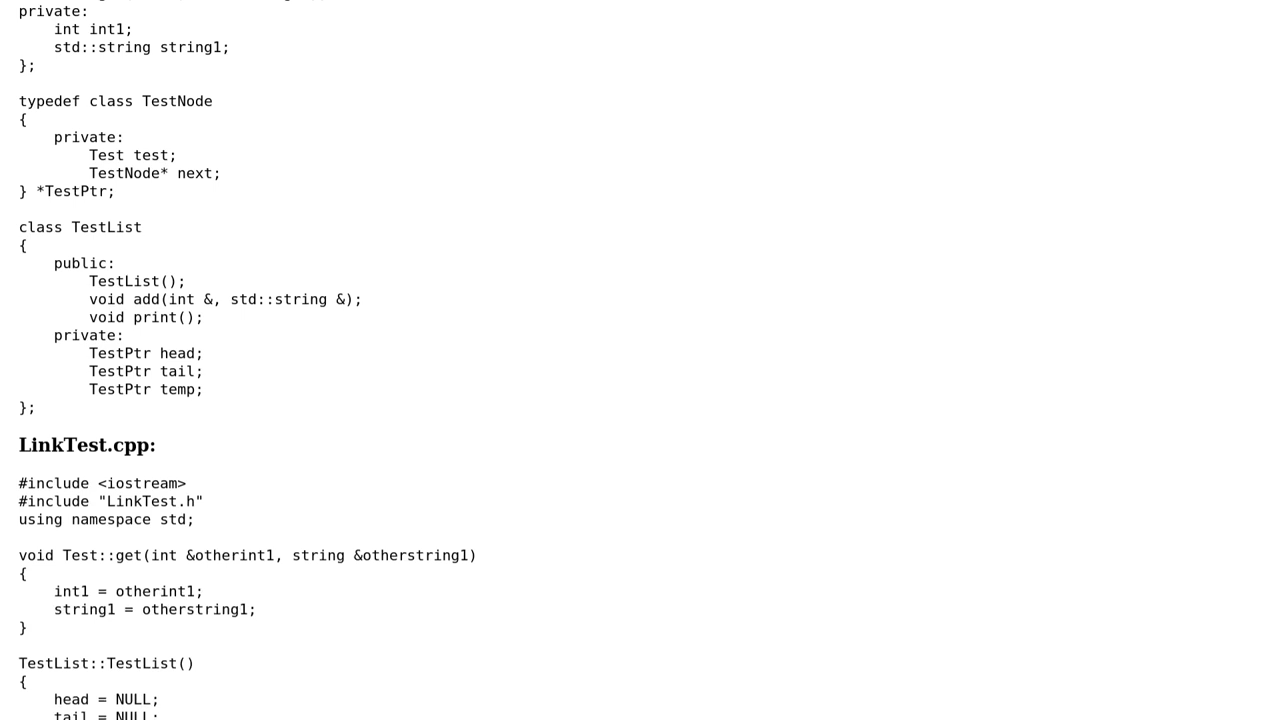 private:
    int int1;
    std::string string1;
};

typedef class TestNode
{
    private:
        Test test;
        TestNode* next;
} *TestPtr;

class TestList
{
    public:
        TestList();
        void add(int &, std::string &);
        void print();
    private:
        TestPtr head;
        TestPtr tail;
        TestPtr temp;
};

LinkTest.cpp:

#include <iostream>
#include "LinkTest.h"
using namespace std;

void Test::get(int &otherint1, string &otherstring1)
{
    int1 = otherint1;
    string1 = otherstring1;
}

TestList::TestList()
{
    head = NULL;
    tail = NULL;